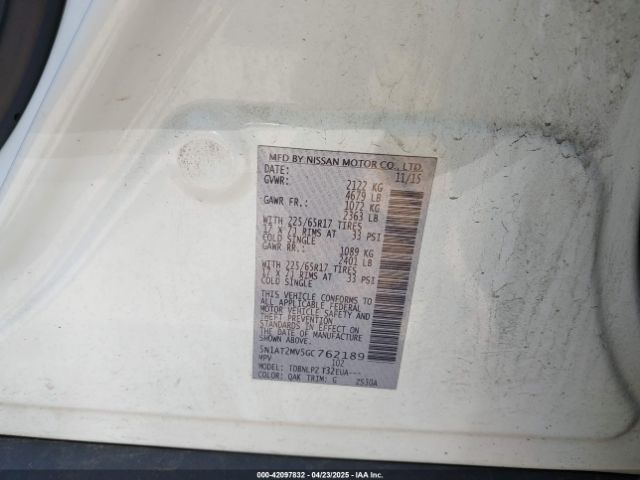 MFD BY NISSAN MOTOR CO., LTD.
DATE: 11/15
GVWR: 2122 KG
4679 LB
GAWR FR.: 1072 KG
2363 LB
WITH 225/65R17 TIRES
17 X 7J RIMS AT 33 PSI
COLD SINGLE
GAWR RR.: 1089 KG
2401 LB
WITH 225/65R17 TIRES
17 X 7J RIMS AT 33 PSI
COLD SINGLE
THIS VEHICLE CONFORMS TO
ALL APPLICABLE FEDERAL
MOTOR VEHICLE SAFETY AND
THEFT PREVENTION
STANDARDS IN EFFECT ON
THE DATE OF MANUFACTURE
SHOWN ABOVE.
5N1AT2MV5GC762189
MPV 102
MODEL: TDBNLPZ
COLOR: QAK TRIM: G 2530A
00-42097832 | 04/23/2025 - IAA Inc.